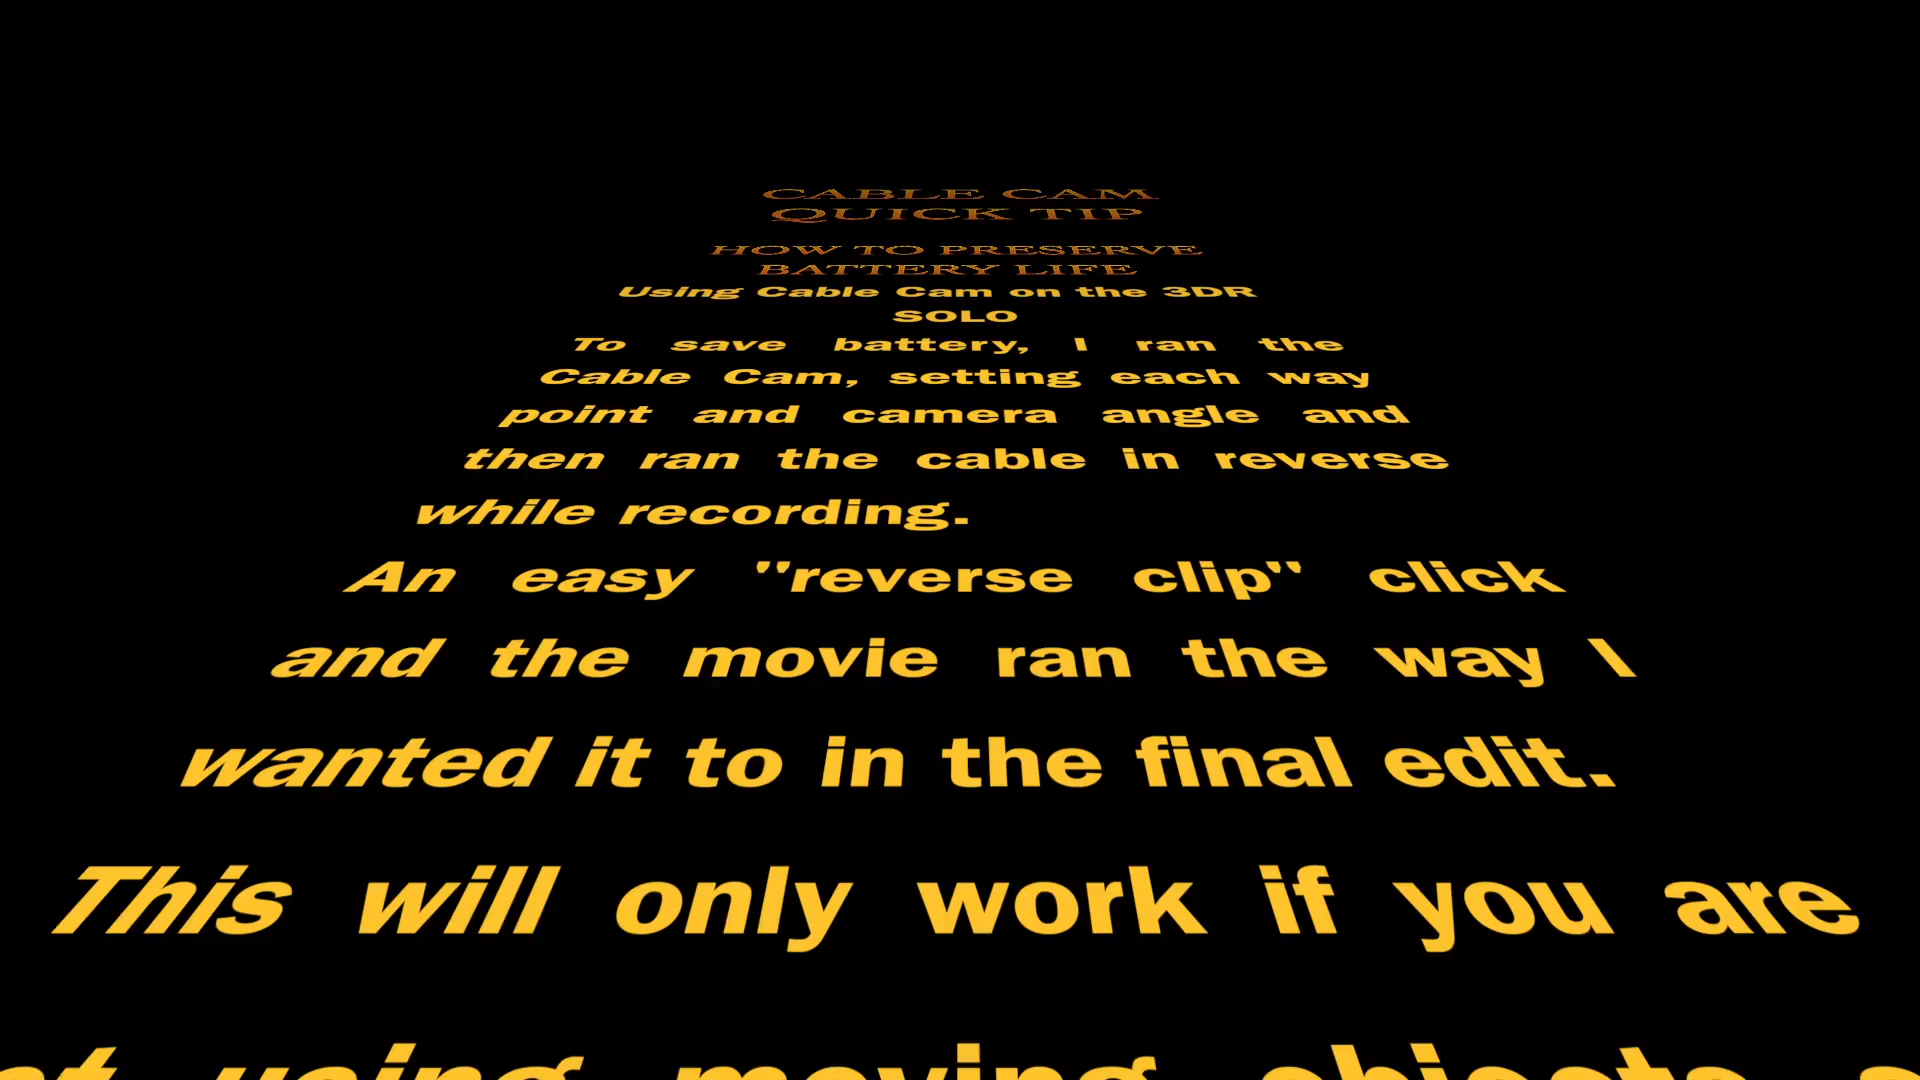 CABLE CAM
QUICK TIP
HOW TO PRESERVE
BATTERY LIFE
Using Cable Cam on the 3DR
SOLO
To save battery, I ran the
Cable Cam, setting each way
point and camera angle and
then ran the cable in reverse
while recording.
An easy "reverse clip" click
and the movie ran the way I
wanted it to in the final edit.
This will only work if you are
using moving objects